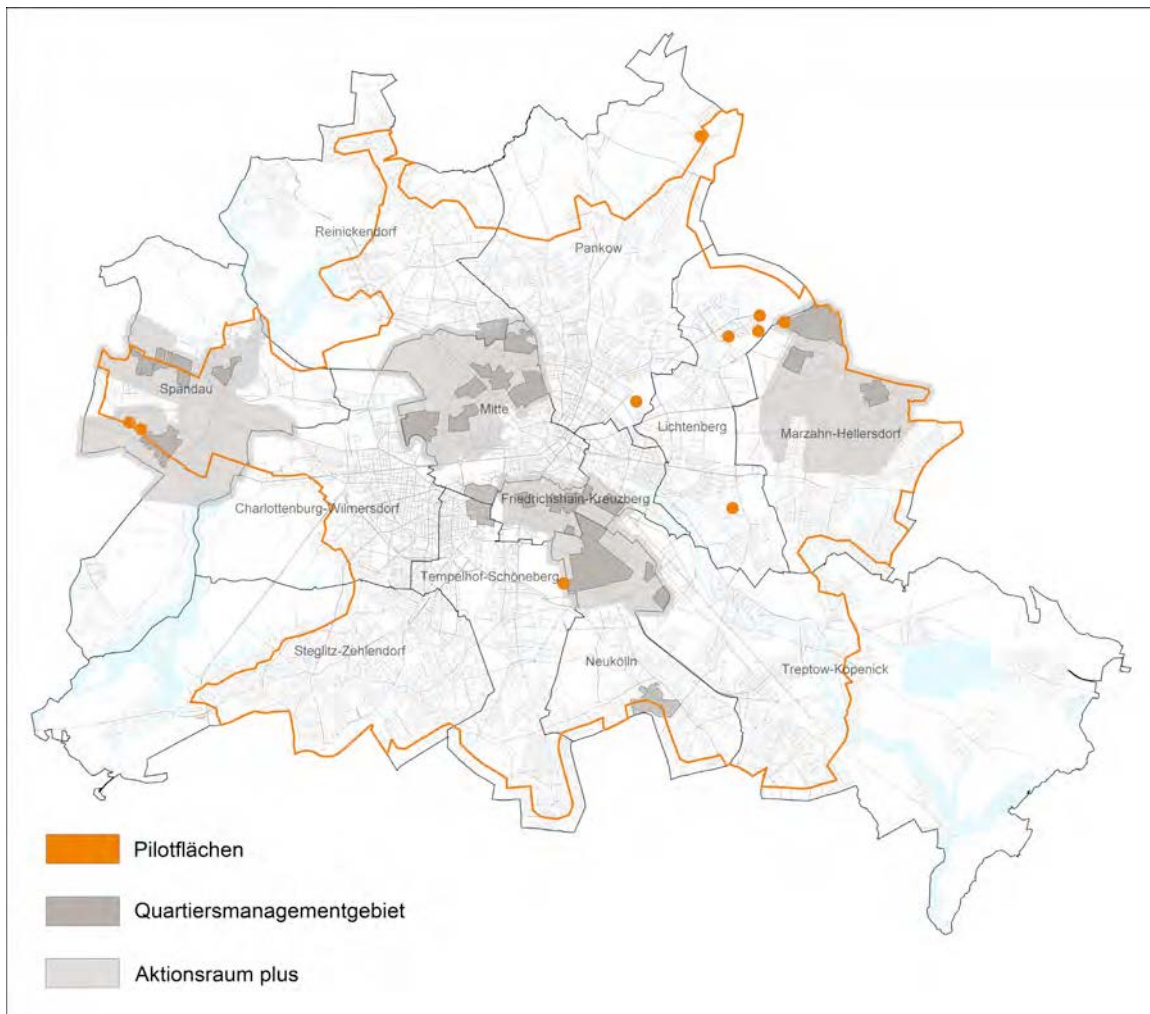 Reinickendorf
Pankow
Spandau
Mitte
Lichtenberg
Marzahn-Hellersdorf
Friedrichshain-Kreuzberg
Charlottenburg-Wilmersdorf
Tempelhof-Schöneberg
Steglitz-Zehlendorf
Neukölln
Treptow-Köpenick
Pilotflächen
Quartiersmanagementgebiet
Aktionsraum plus